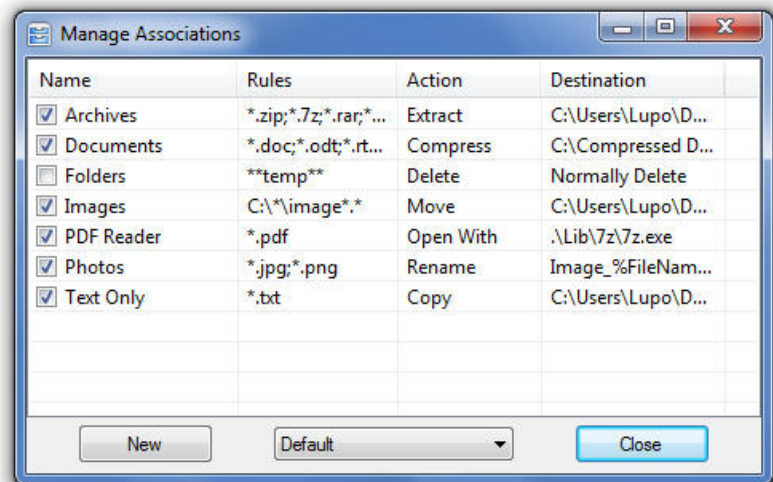 Manage Associations
Name Rules Action Destination
Archives *.zip;*.7z;*.rar;*... Extract C:\Users\Lupo\D...
Documents *.doc;*.odt;*.rt... Compress C:\Compressed D...
Folders **temp** Delete Normally Delete
Images C:\*\image*.* Move C:\Users\Lupo\D...
PDF Reader *.pdf Open With .\Lib\7z\7z.exe
Photos *.jpg;*.png Rename Image_%FileNam...
Text Only *.txt Copy C:\Users\Lupo\D...
New Default Close